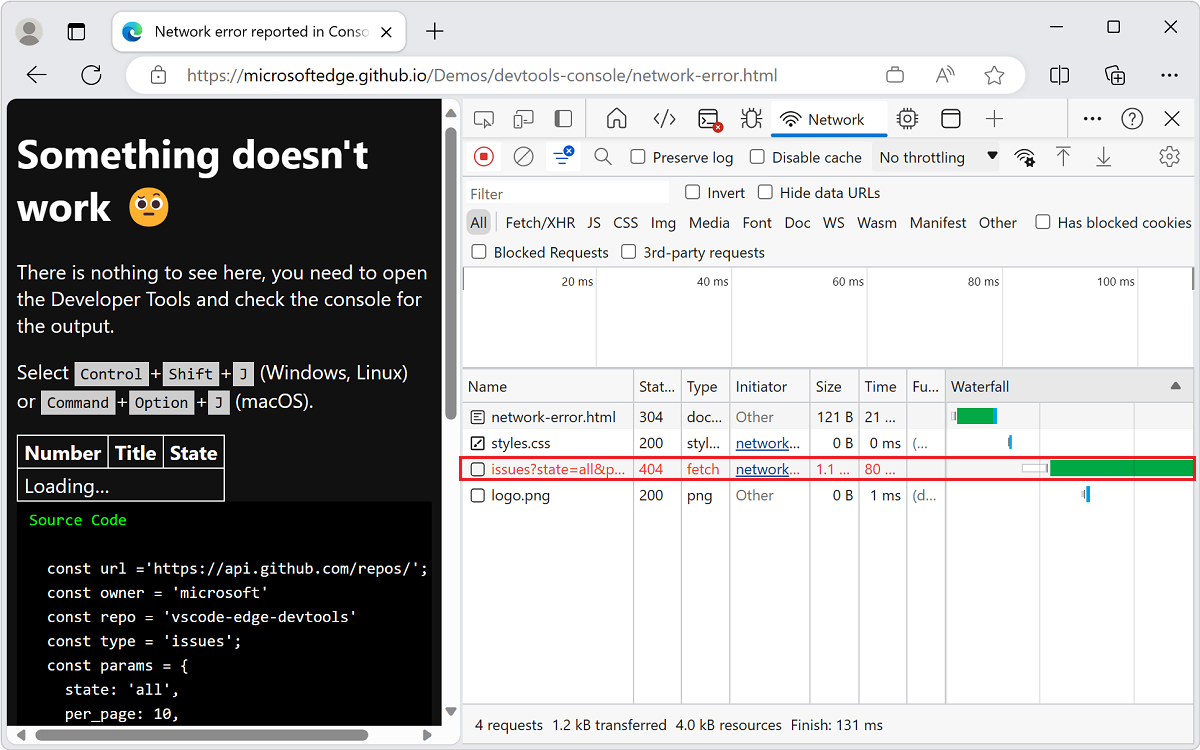 Network error reported in Conso
https://microsoftedge.github.io/Demos/devtools-console/network-error.html
Something doesn't
work
There is nothing to see here, you need to open
the Developer Tools and check the console for
the output.
Select Control+Shift+J (Windows, Linux)
or Command+Option+J (macOS).
Number Title State
Loading...
Source Code
const url ='https://api.github.com/repos/';
const owner = 'microsoft'
const repo = 'vscode-edge-devtools'
const type = 'issues';
const params = {
state: 'all',
per_page: 10,
Network
Preserve log Disable cache No throttling
Filter Invert Hide data URLs
All Fetch/XHR JS CSS Img Media Font Doc WS Wasm Manifest Other Has blocked cookies
Blocked Requests 3rd-party requests
20 ms 40 ms 60 ms 80 ms 100 ms
Name Stat... Type Initiator Size Time Fu... Waterfall
network-error.html 304 doc... Other 121 B 21 ...
styles.css 200 styl... network... 0 B 0 ms (...
issues?state=all&p... 404 fetch network... 1.1 ... 80 ...
logo.png 200 png Other 0 B 1 ms (d...
4 requests 1.2 kB transferred 4.0 kB resources Finish: 131 ms